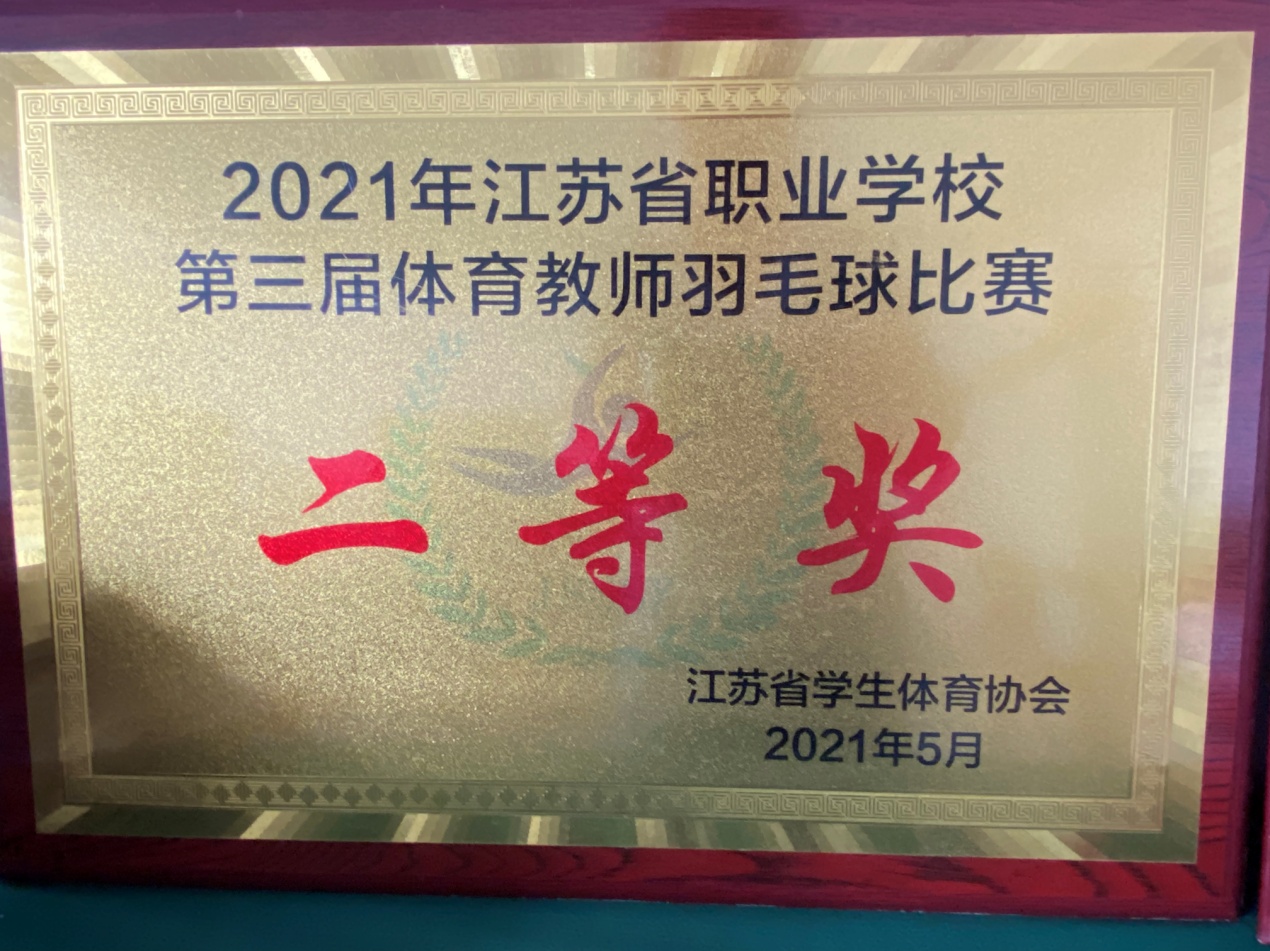 2021年江苏省职业学校
第三届体育教师羽毛球比赛
二等奖
江苏省学生体育协会
2021年5月